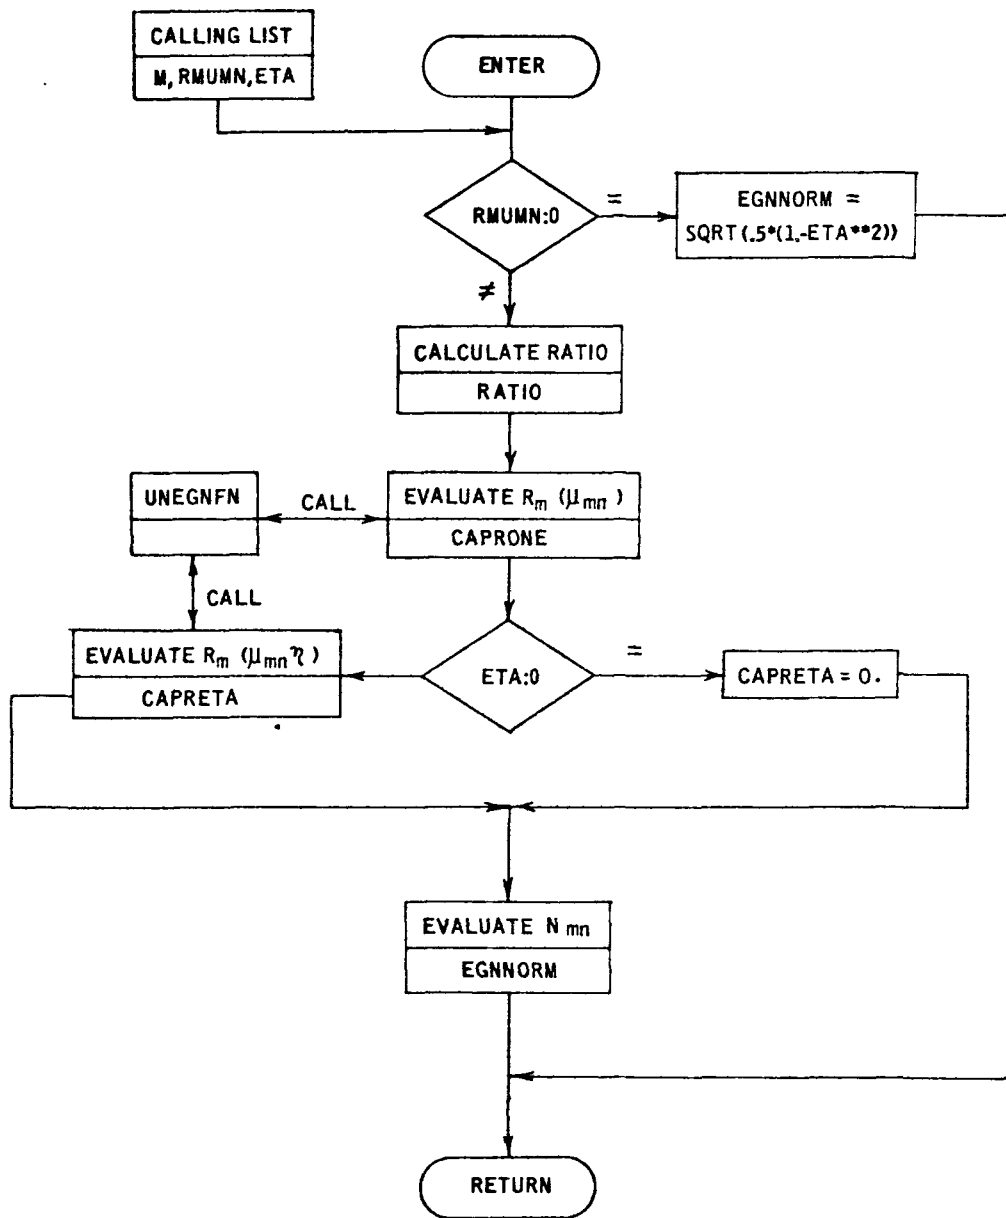 CALLING LIST
M, RMUMN, ETA
ENTER
RMUMN:0
=
EGNNORM =
SQRT(.5*(1.-ETA**2))
≠
CALCULATE RATIO
RATIO
UNEGNFN
CALL
EVALUATE Rm (μmn)
CAPRONE
CALL
EVALUATE Rm (μmn η)
CAPRETA
ETA:0
=
CAPRETA = 0.
EVALUATE Nmn
EGNNORM
RETURN